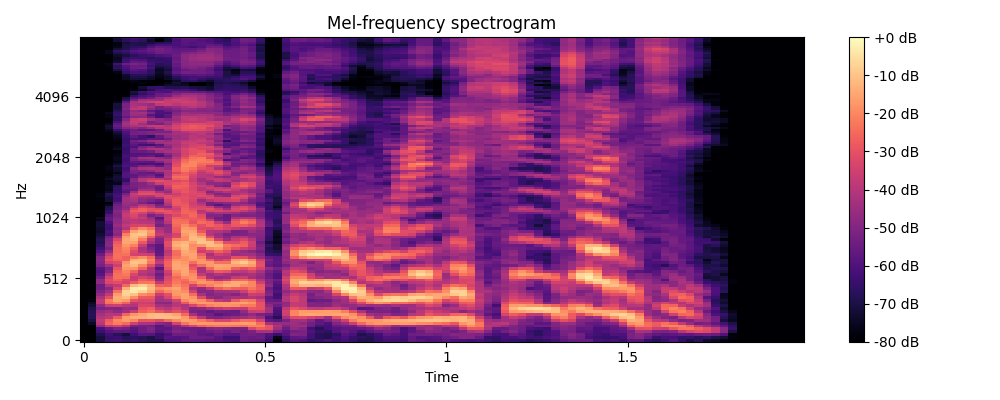 Mel-frequency spectrogram
+0 dB
-10 dB
-20 dB
-30 dB
-40 dB
-50 dB
-60 dB
-70 dB
-80 dB
4096
2048
1024
512
0
Hz
0 0.5 1 1.5
Time